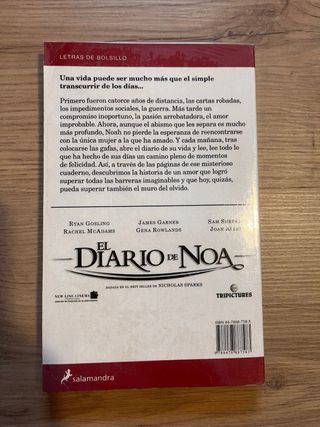 LETRAS DE BOLSILLO
Una vida puede ser mucho más que el simple
transcurrir de los días...
Primero fueron catorce años de distancia, las cartas robadas,
los impedimentos sociales, la guerra. Más tarde un
compromiso inoportuno, la pasión arrebatadora, el amor
improbable. Ahora, aunque el abismo que les separa es mucho
más profundo, Noah no pierde la esperanza de reencontrarse
con la única mujer a la que ha amado. Y cada mañana, tras
colocarse las gafas, abre el diario de su vida y lee, lee todo lo
que ha hecho de sus días un camino pleno de momentos
de felicidad. Así, a través de las páginas de ese misterioso
cuaderno, descubrimos la historia de un amor que logró
superar todas las barreras imaginables y que hoy, quizás,
pueda superar también el muro del olvido.
RYAN GOSLING JAMES GARNER SAM
RACHEL MCADAMS GENA ROWLANDS JOAN ALLEN
EL
DIARIO DE NOA
BASADA EN EL BEST SELLER DE NICHOLAS SPARKS
NEW LINE CINEMA
TRIPICTURES
salamandra